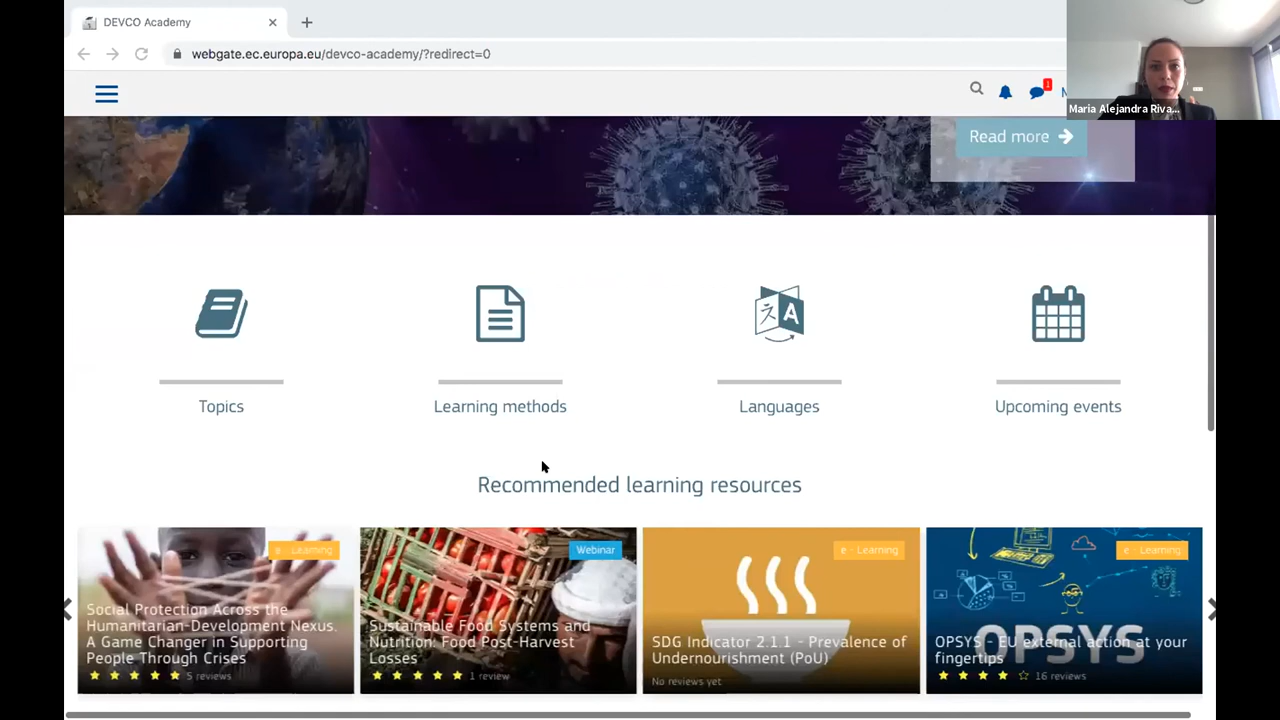 DEVCO Academy
webgate.ec.europa.eu/devco-academy/?redirect=0
1
M
Maria Alejandra Riva...
Read more
Topics
Learning methods
Languages
Upcoming events
Recommended learning resources
e - Learning
Social Protection Across the
Humanitarian-Development Nexus.
A Game Changer in Supporting
People Through Crises
5 reviews
Webinar
Sustainable Food Systems and
Nutrition: Food Post-Harvest
Losses
1 review
e - Learning
SDG Indicator 2.1.1 - Prevalence of
Undernourishment (PoU)
No reviews yet
e - Learning
OPSYS
OPSYS - EU external action at your
fingertips
16 reviews